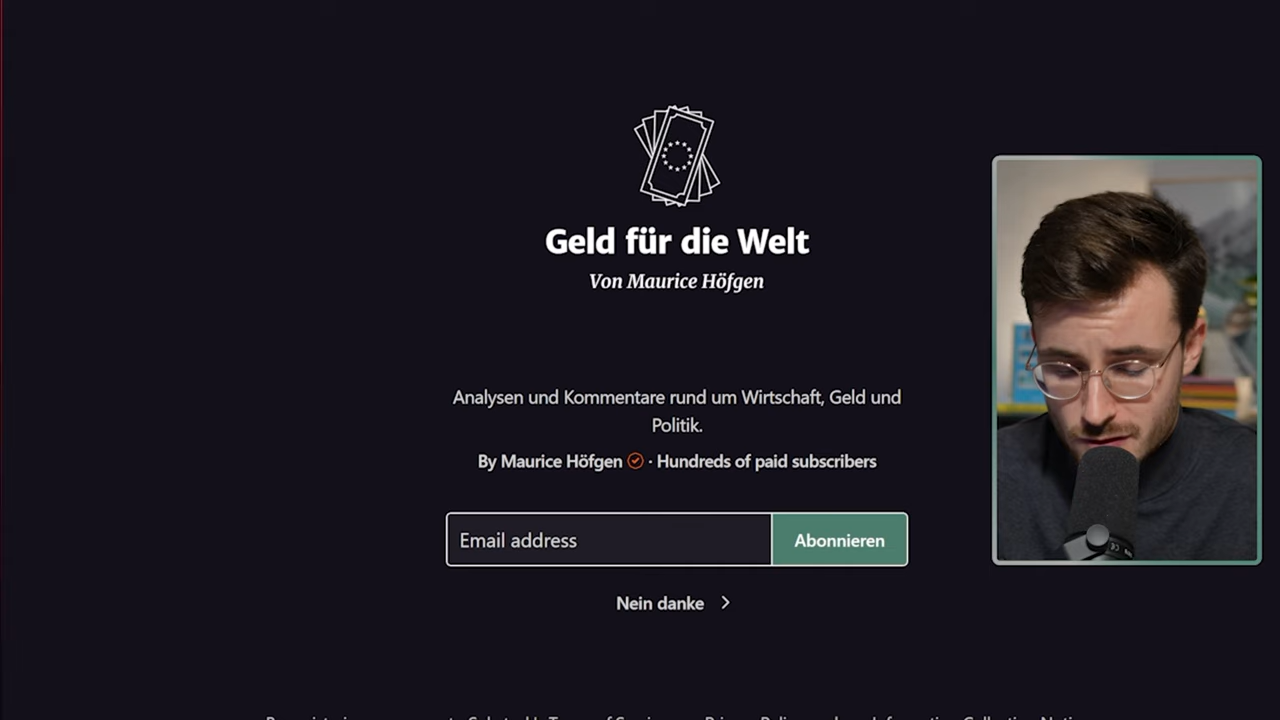 Geld für die Welt
Von Maurice Höfgen
Analysen und Kommentare rund um Wirtschaft, Geld und
Politik.
By Maurice Höfgen · Hundreds of paid subscribers
Email address
Abonnieren
Nein danke